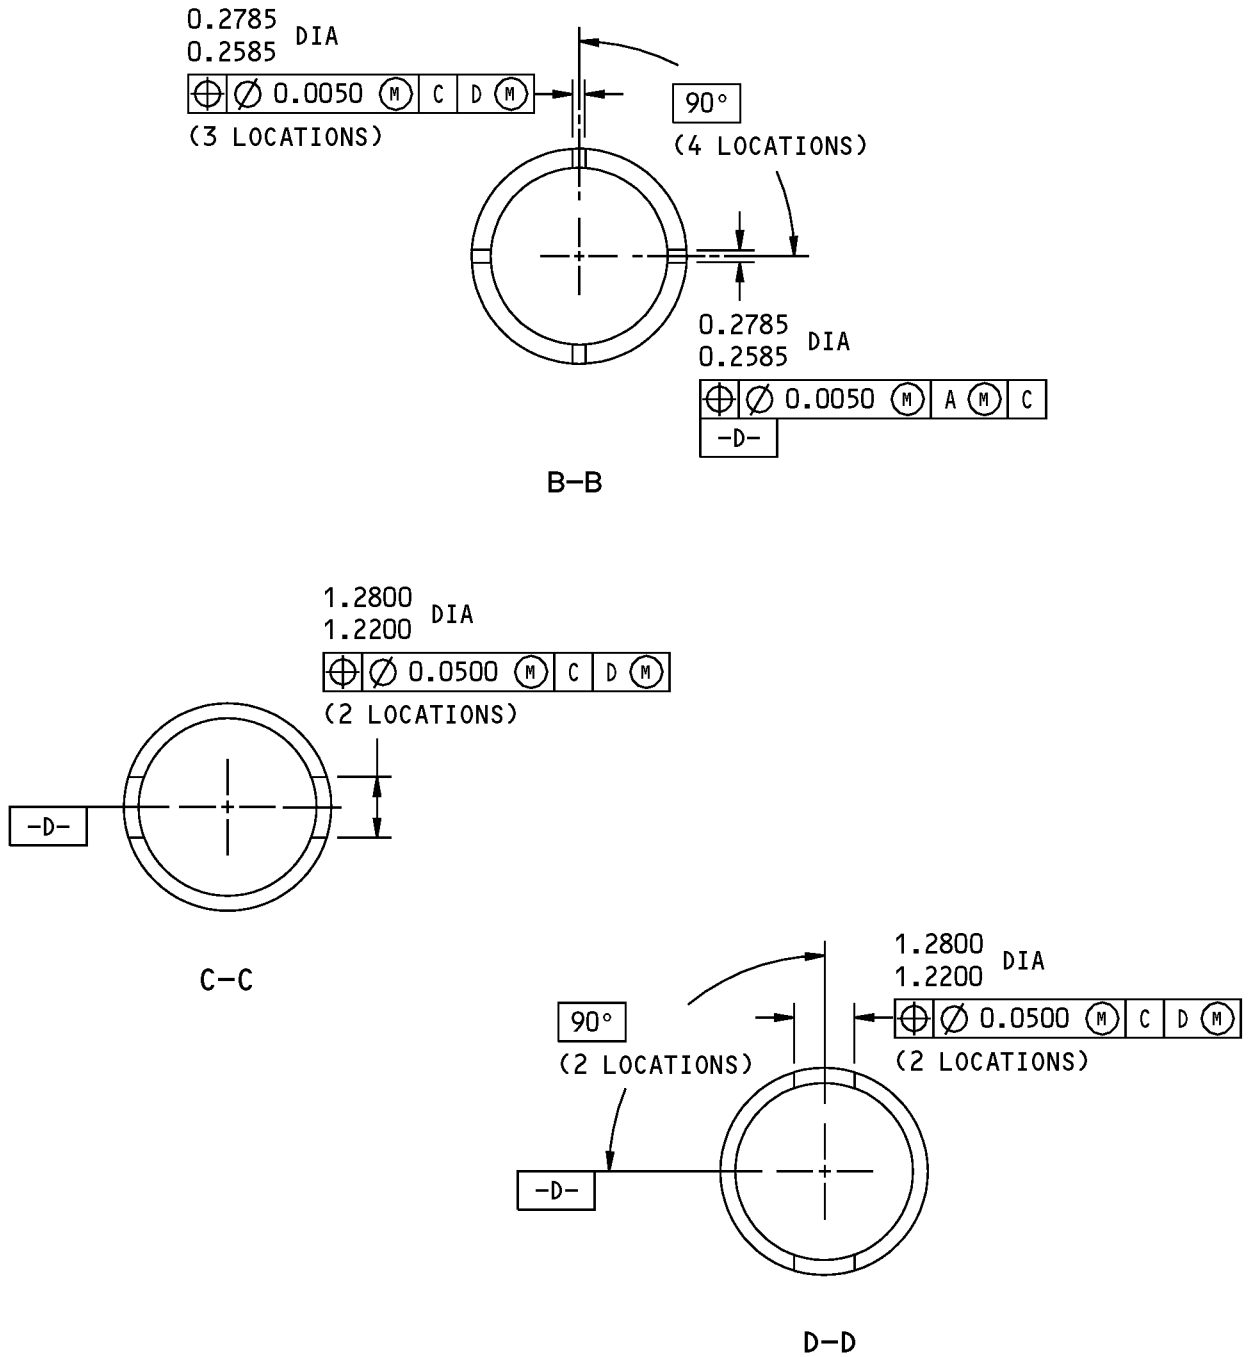 0.2785
0.2585 DIA
⌖ ⌀ 0.0050 Ⓜ C D Ⓜ
(3 LOCATIONS)
90°
(4 LOCATIONS)
0.2785
0.2585 DIA
⌖ ⌀ 0.0050 Ⓜ A Ⓜ C
-D-
B-B
1.2800
1.2200 DIA
⌖ ⌀ 0.0500 Ⓜ C D Ⓜ
(2 LOCATIONS)
-D-
C-C
1.2800
1.2200 DIA
⌖ ⌀ 0.0500 Ⓜ C D Ⓜ
(2 LOCATIONS)
90°
(2 LOCATIONS)
-D-
D-D